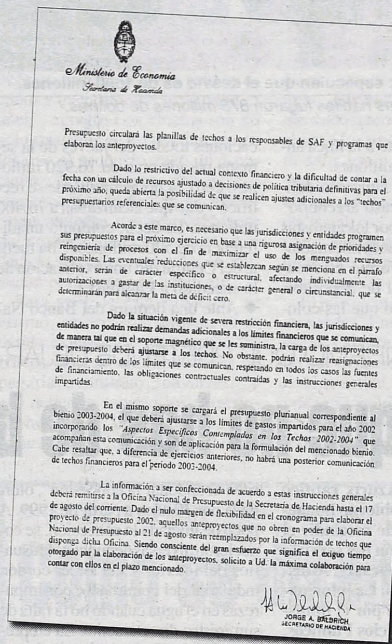 Ministerio de Economía
Secretaría de Hacienda
Presupuesto circulará las planillas de techos a los responsables de SAF y programas que
elaboran los anteproyectos.
Dado lo restrictivo del actual contexto financiero y la dificultad de contar a la
fecha con un cálculo de recursos ajustado a decisiones de política tributaria definitivas para el
próximo año, queda abierta la posibilidad de que se realicen ajustes adicionales a los "techos"
presupuestarios referenciales que se comunican.
Acorde a este marco, es necesario que las jurisdicciones y entidades programen
sus presupuestos para el próximo ejercicio en base a una rigurosa asignación de prioridades y
reingeniería de procesos con el fin de maximizar el uso de los menguados recursos
disponibles. Las eventuales reducciones que se establezcan según se menciona en el párrafo
anterior, serán de carácter específico o estructural, afectando individualmente las
autorizaciones a gastar de las instituciones, o de carácter general o circunstancial, que se
determinarán para alcanzar la meta de déficit cero.
Dado la situación vigente de severa restricción financiera, las jurisdicciones y
entidades no podrán realizar demandas adicionales a los límites financieros que se comunican,
de manera tal que en el soporte magnético que se les suministra, la carga de los anteproyectos
de presupuesto deberá ajustarse a los techos. No obstante, podrán realizar reasignaciones
financieras dentro de los límites que se comunican, respetando en todos los casos las fuentes
de financiamiento, las obligaciones contractuales contraídas y las instrucciones generales
impartidas.
En el mismo soporte se cargará el presupuesto plurianual correspondiente al
bienio 2003-2004, el que deberá ajustarse a los límites de gastos impartidos para el año 2002
incorporando los "Aspectos Específicos Contemplados en los Techos 2002-2004" que
acompañan esta comunicación y son de aplicación para la formulación del mencionado bienio.
Cabe resaltar que, a diferencia de ejercicios anteriores, no habrá una posterior comunicación
de techos financieros para el período 2003-2004.
La información a ser confeccionada de acuerdo a estas instrucciones generales
deberá remitirse a la Oficina Nacional de Presupuesto de la Secretaría de Hacienda hasta el 17
de agosto del corriente. Dado el nulo margen de flexibilidad en el cronograma para elaborar el
proyecto de presupuesto 2002, aquellos anteproyectos que no obren en poder de la Oficina
Nacional de Presupuesto al 21 de agosto serán reemplazados por la información de techos que
disponga dicha Oficina. Siendo consciente del gran esfuerzo que significa el exiguo tiempo
otorgado par la elaboración de los anteproyectos, solicito a Ud. la máxima colaboración para
contar con ellos en el plazo mencionado.
JORGE A. BALDRICH
SECRETARIO DE HACIENDA